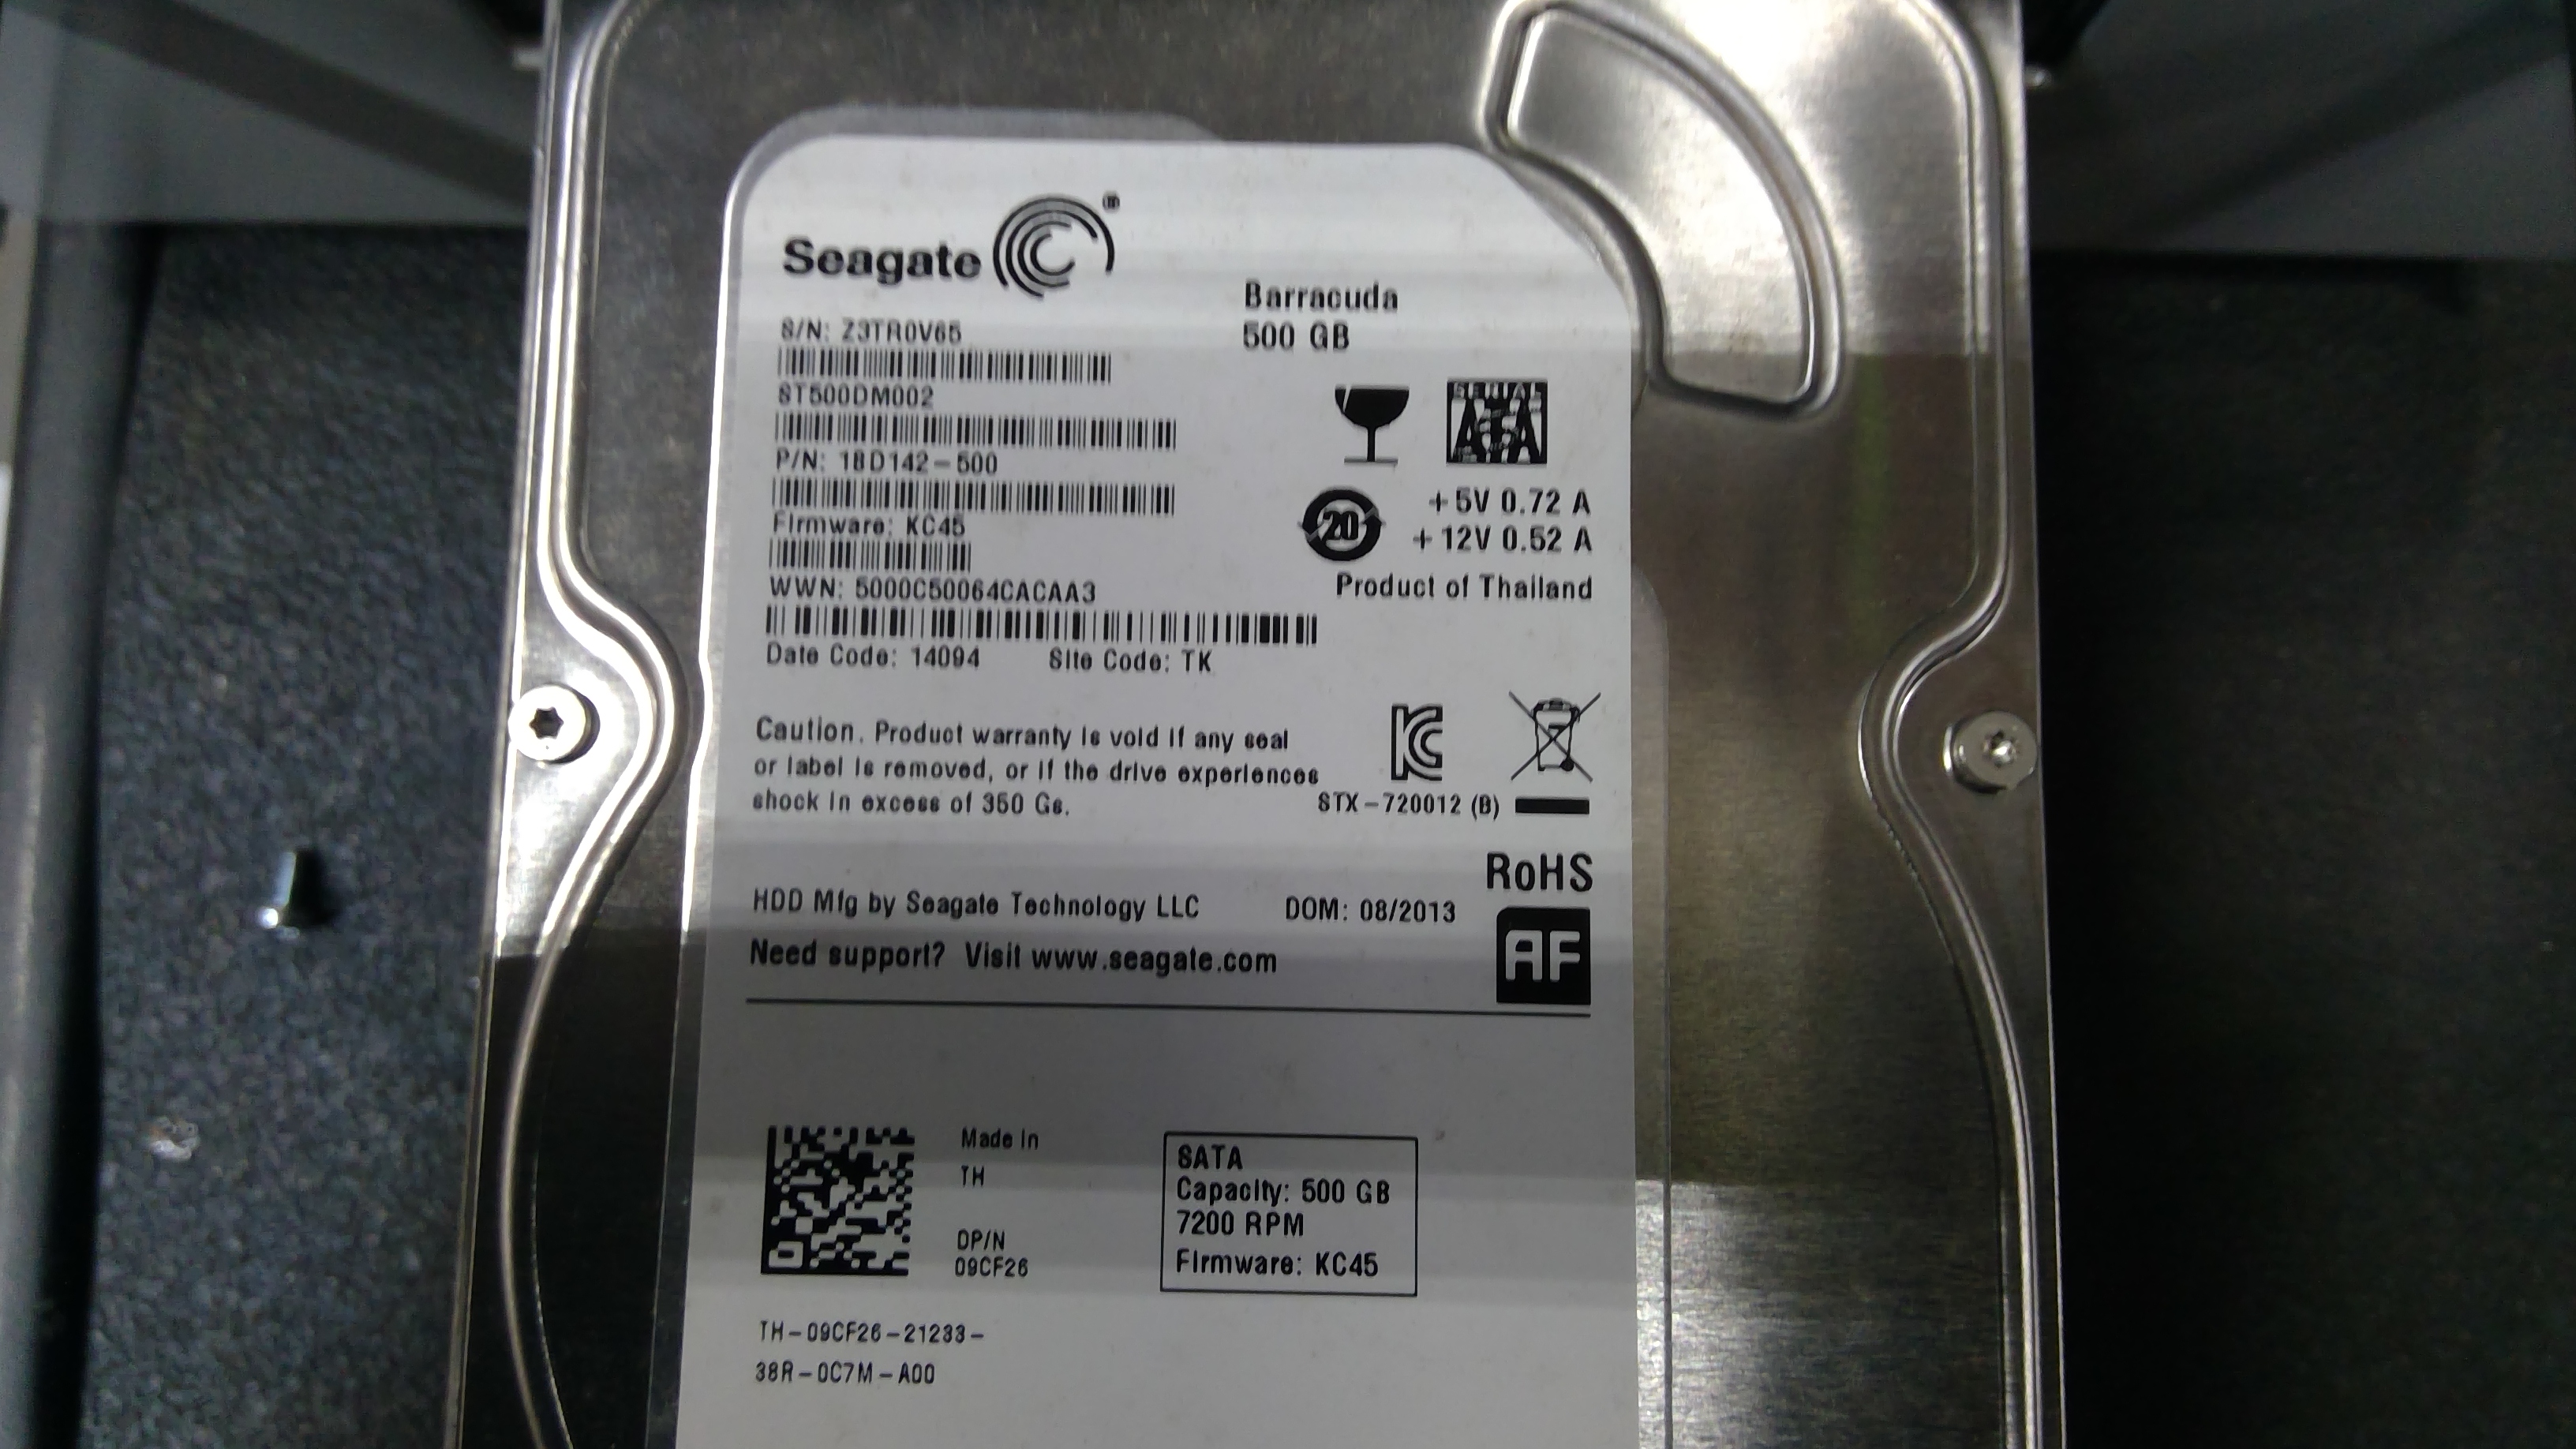 Seagate
Barracuda
500 GB
S/N: Z3TR0V65
ST500DM002
P/N: 1BD142-500
Firmware: KC45
WWN: 5000C50064CACAA3
Date Code: 14094 Site Code: TK
SERIAL
ATA
20
+5V 0.72 A
+12V 0.52 A
Product of Thailand
Caution. Product warranty is void if any seal
or label is removed, or if the drive experiences
shock in excess of 350 Gs.
STX-720012 (B)
RoHS
HDD Mfg by Seagate Technology LLC DOM: 08/2013
Need support? Visit www.seagate.com
AF
Made in
TH
DP/N
09CF26
SATA
Capacity: 500 GB
7200 RPM
Firmware: KC45
TH-09CF26-21233-
38R-0C7M-A00